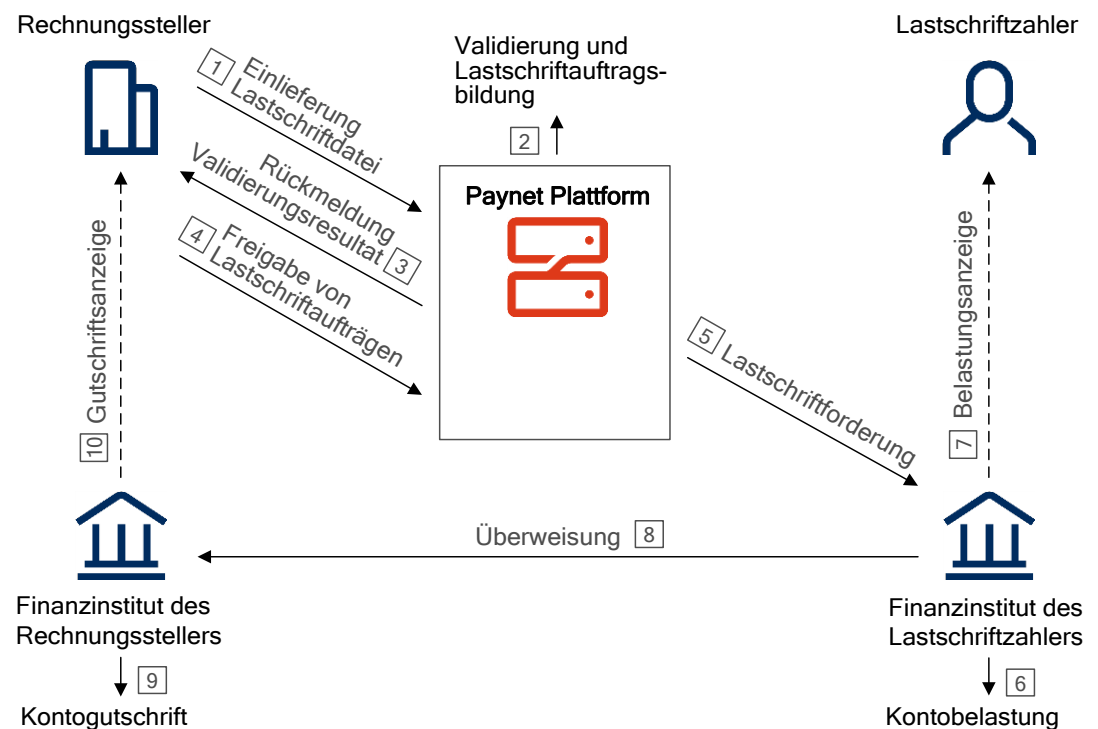 Rechnungssteller
Lastschriftzahler
Validierung und
Lastschriftauftrags-
bildung
2
1 Einlieferung
Lastschriftdatei
Rückmeldung
Validierungsresultat 3
4 Freigabe von
Lastschriftaufträgen
Paynet Plattform
5 Lastschriftforderung
10 Gutschriftsanzeige
7 Belastungsanzeige
Überweisung 8
Finanzinstitut des
Rechnungsstellers
Finanzinstitut des
Lastschriftzahlers
9
6
Kontogutschrift
Kontobelastung